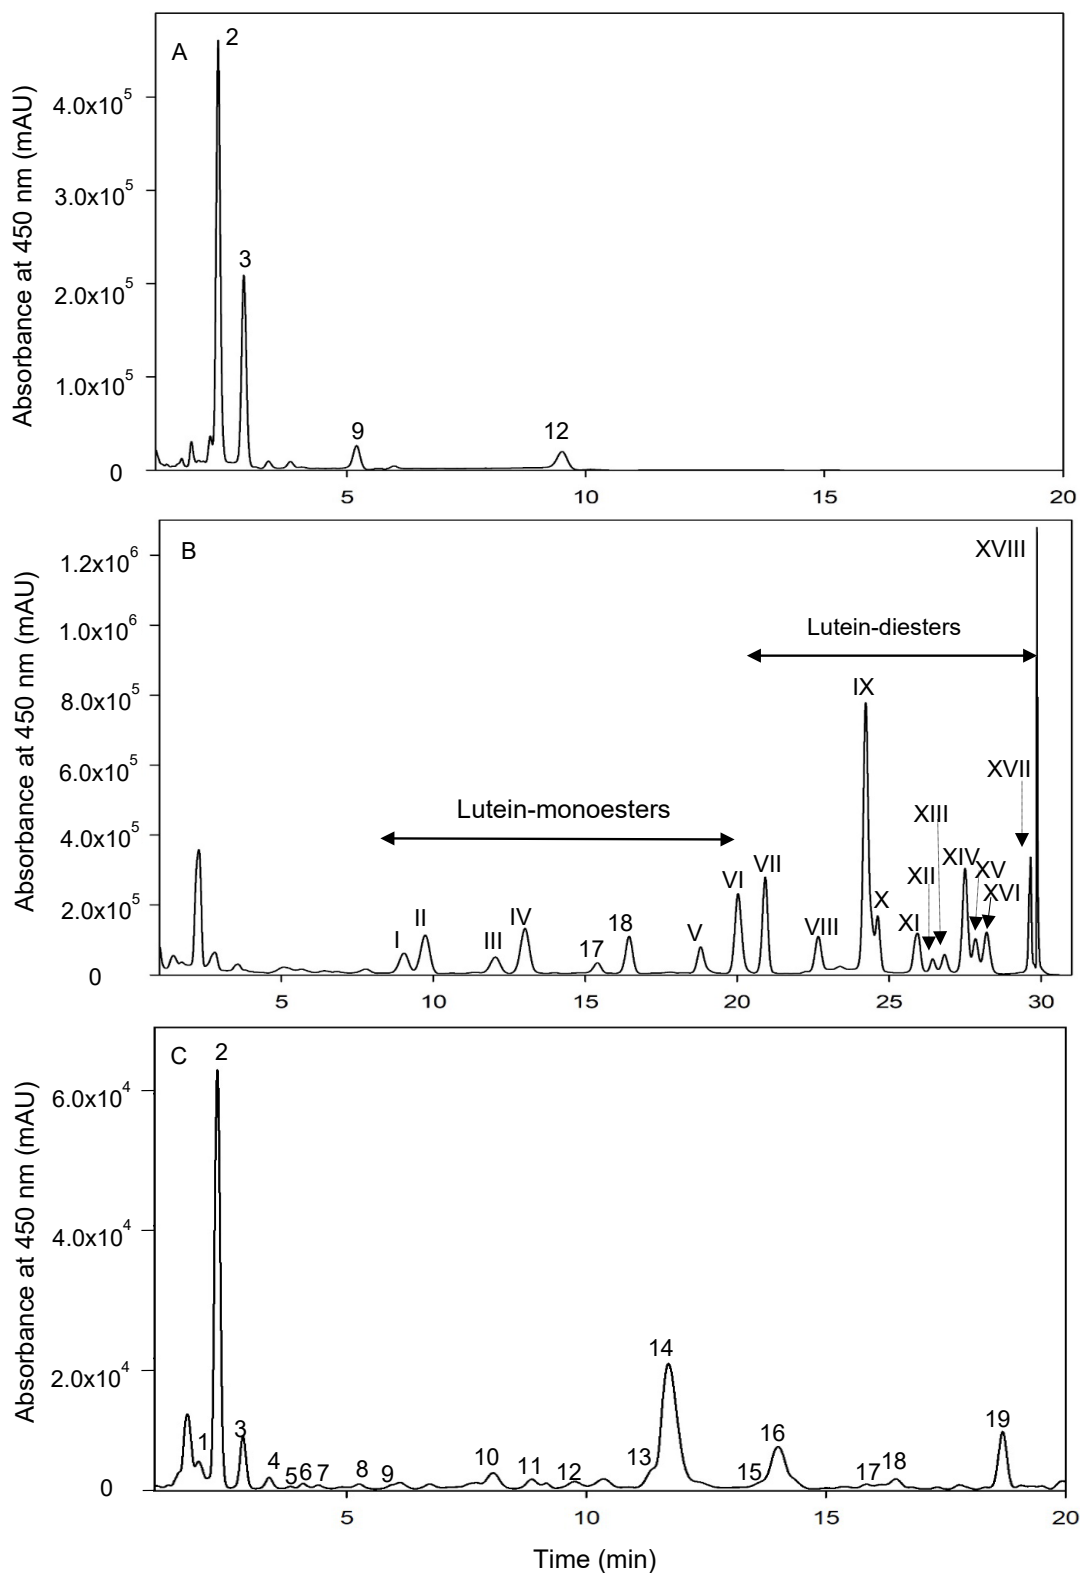 A
2
3
9
12
Absorbance at 450 nm (mAU)
4.0x10⁵
3.0x10⁵
2.0x10⁵
1.0x10⁵
0
5
10
15
20
B
XVIII
Lutein-diesters
IX
XVII
Lutein-monoesters
XIII
XIV
XV
XII
XVI
VII
VI
X
XI
VIII
V
I
II
III
IV
17
18
Absorbance at 450 nm (mAU)
1.2x10⁶
1.0x10⁶
8.0x10⁵
6.0x10⁵
4.0x10⁵
2.0x10⁵
0
5
10
15
20
25
30
C
2
1
3
4
5
6
7
8
9
10
11
12
13
14
15
16
17
18
19
Absorbance at 450 nm (mAU)
6.0x10⁴
4.0x10⁴
2.0x10⁴
0
5
10
15
20
Time (min)